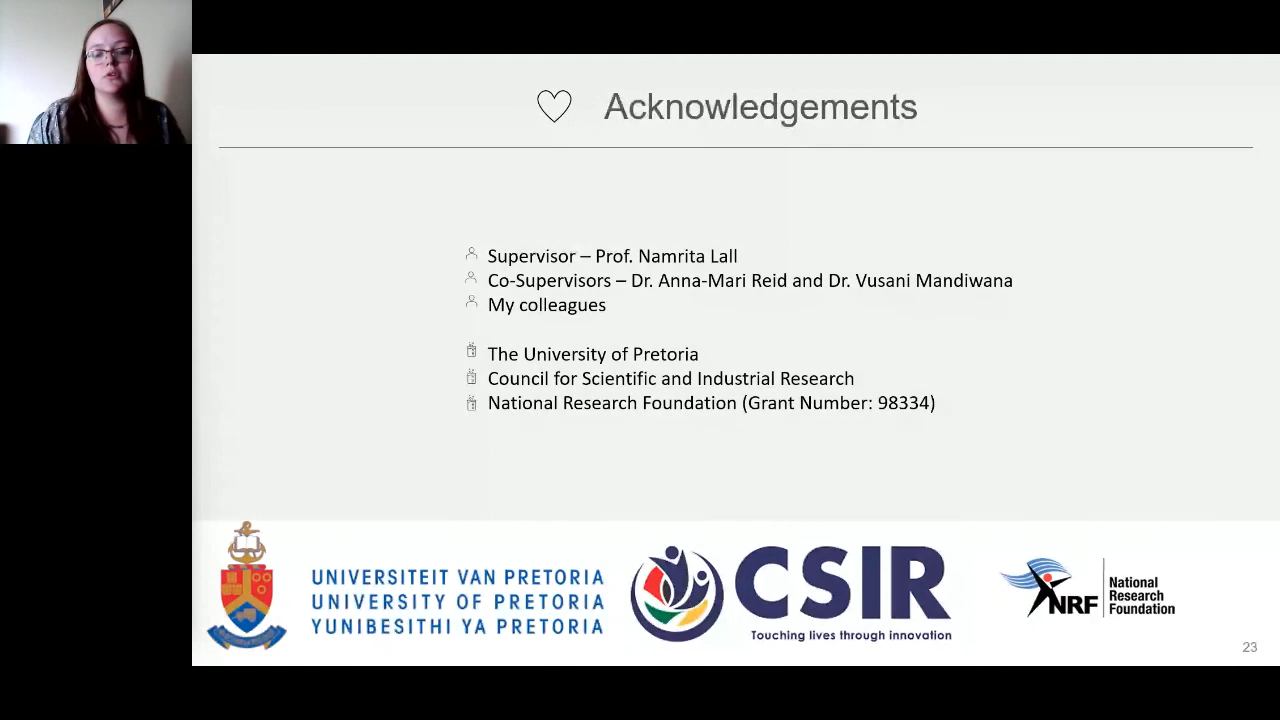 Acknowledgements
Supervisor – Prof. Namrita Lall
Co-Supervisors – Dr. Anna-Mari Reid and Dr. Vusani Mandiwana
My colleagues
The University of Pretoria
Council for Scientific and Industrial Research
National Research Foundation (Grant Number: 98334)
UNIVERSITEIT VAN PRETORIA
UNIVERSITY OF PRETORIA
YUNIBESITHI YA PRETORIA
CSIR
Touching lives through innovation
NRF
National
Research
Foundation
23